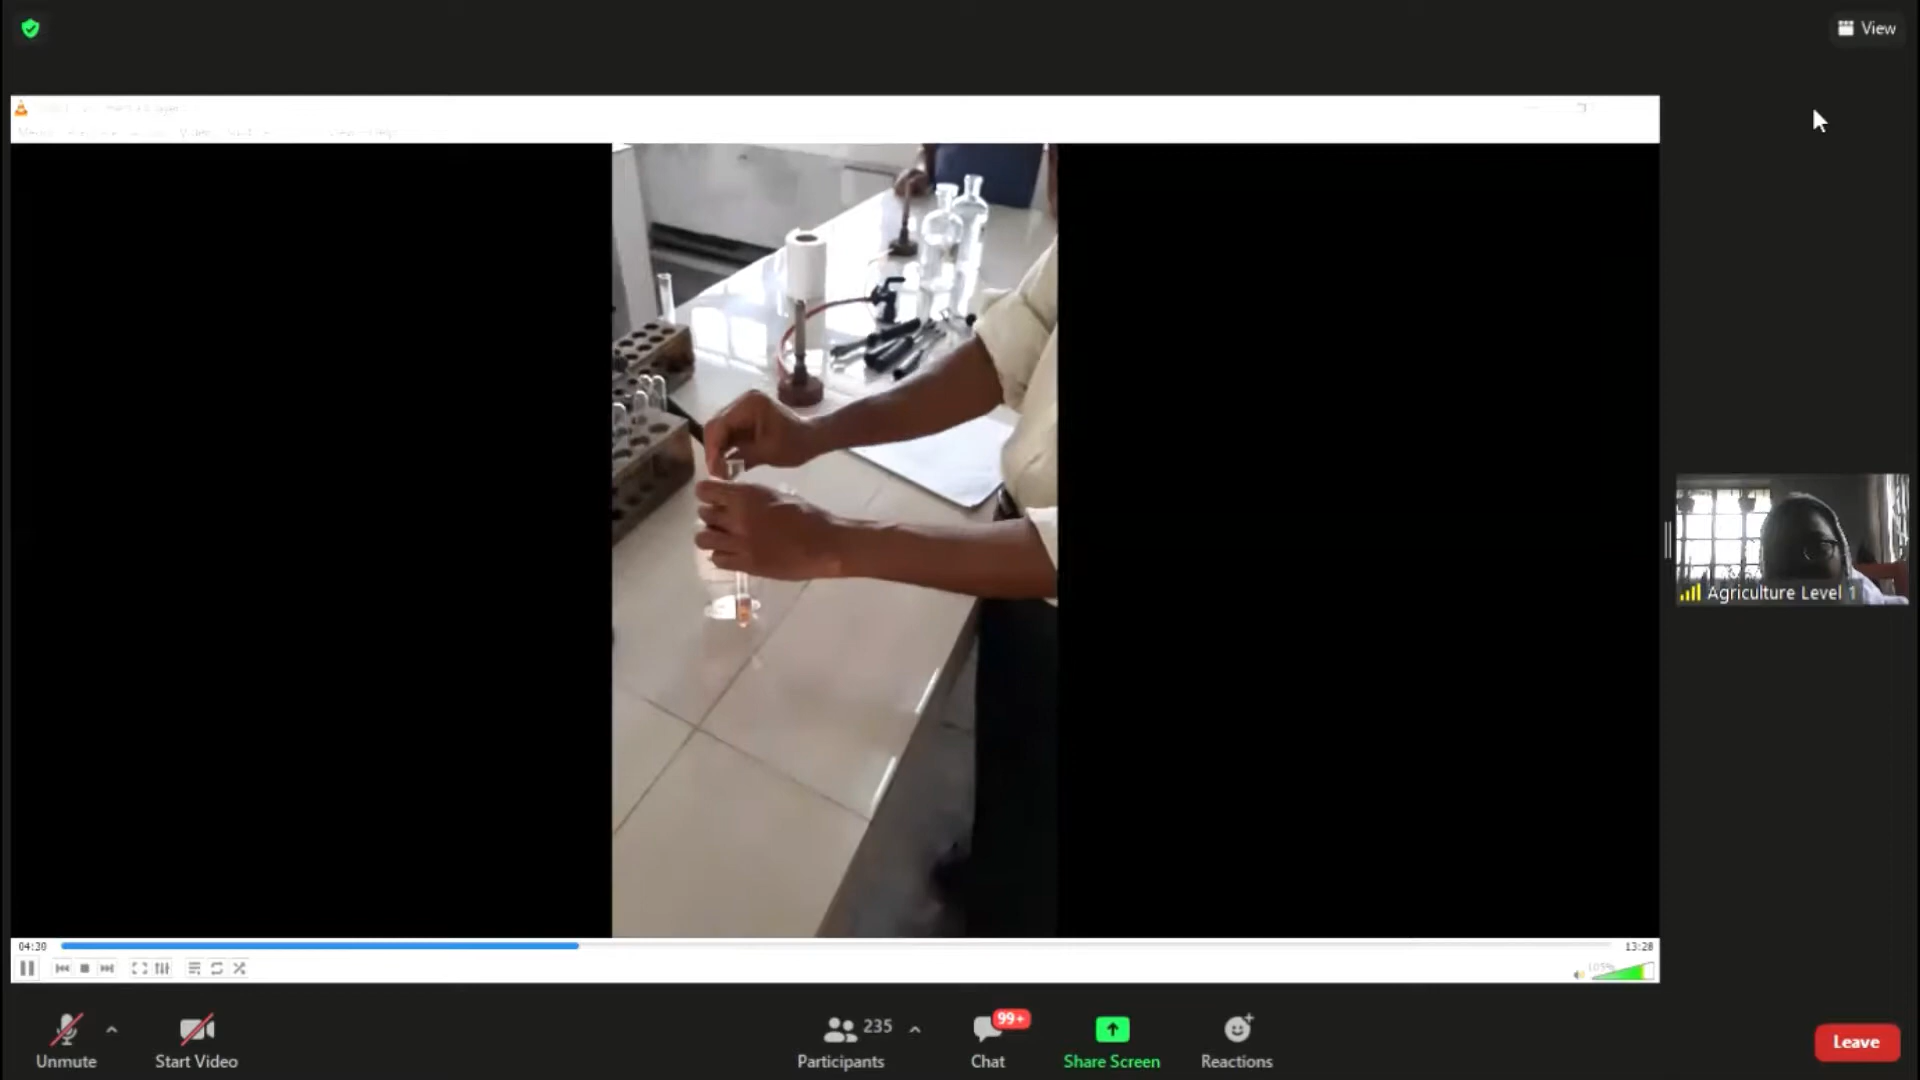 View
Agriculture Level 1
04:30
13:28
105%
Unmute
Start Video
235
Participants
99+
Chat
Share Screen
Reactions
Leave